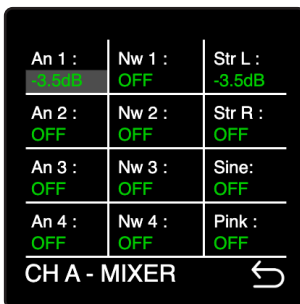 An 1 : Nw 1 : Str L :
-3.5dB OFF -3.5dB
An 2 : Nw 2 : Str R :
OFF OFF OFF
An 3 : Nw 3 : Sine:
OFF OFF OFF
An 4 : Nw 4 : Pink :
OFF OFF OFF
CH A - MIXER